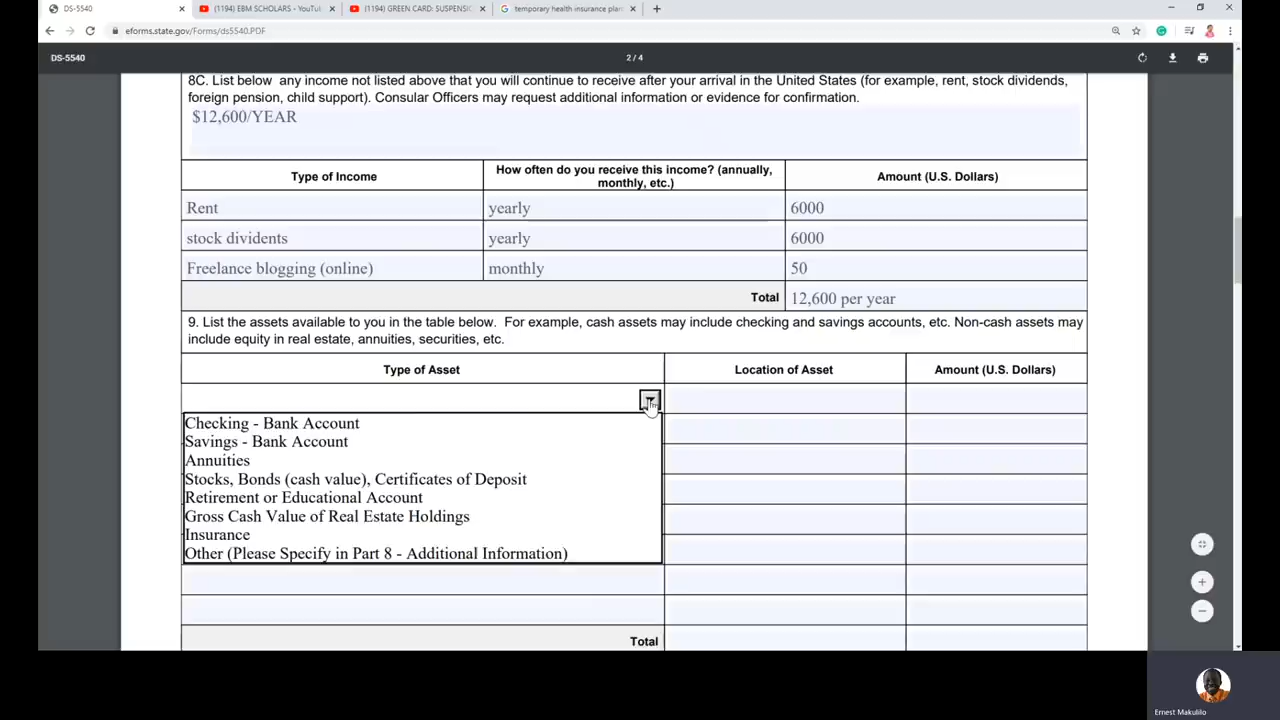 DS-5540
(1194) EBM SCHOLARS - YouTu
(1194) GREEN CARD: SUSPENSI
temporary health insurance plan
eforms.state.gov/Forms/ds5540.PDF
DS-5540
2 / 4
8C. List below any income not listed above that you will continue to receive after your arrival in the United States (for example, rent, stock dividends,
foreign pension, child support). Consular Officers may request additional information or evidence for confirmation.
$12,600/YEAR
Type of Income
How often do you receive this income? (annually,
monthly, etc.)
Amount (U.S. Dollars)
Rent
yearly
6000
stock dividents
yearly
6000
Freelance blogging (online)
monthly
50
Total
12,600 per year
9. List the assets available to you in the table below. For example, cash assets may include checking and savings accounts, etc. Non-cash assets may
include equity in real estate, annuities, securities, etc.
Type of Asset
Location of Asset
Amount (U.S. Dollars)
Checking - Bank Account
Savings - Bank Account
Annuities
Stocks, Bonds (cash value), Certificates of Deposit
Retirement or Educational Account
Gross Cash Value of Real Estate Holdings
Insurance
Other (Please Specify in Part 8 - Additional Information)
Total
Ernest Makulilo